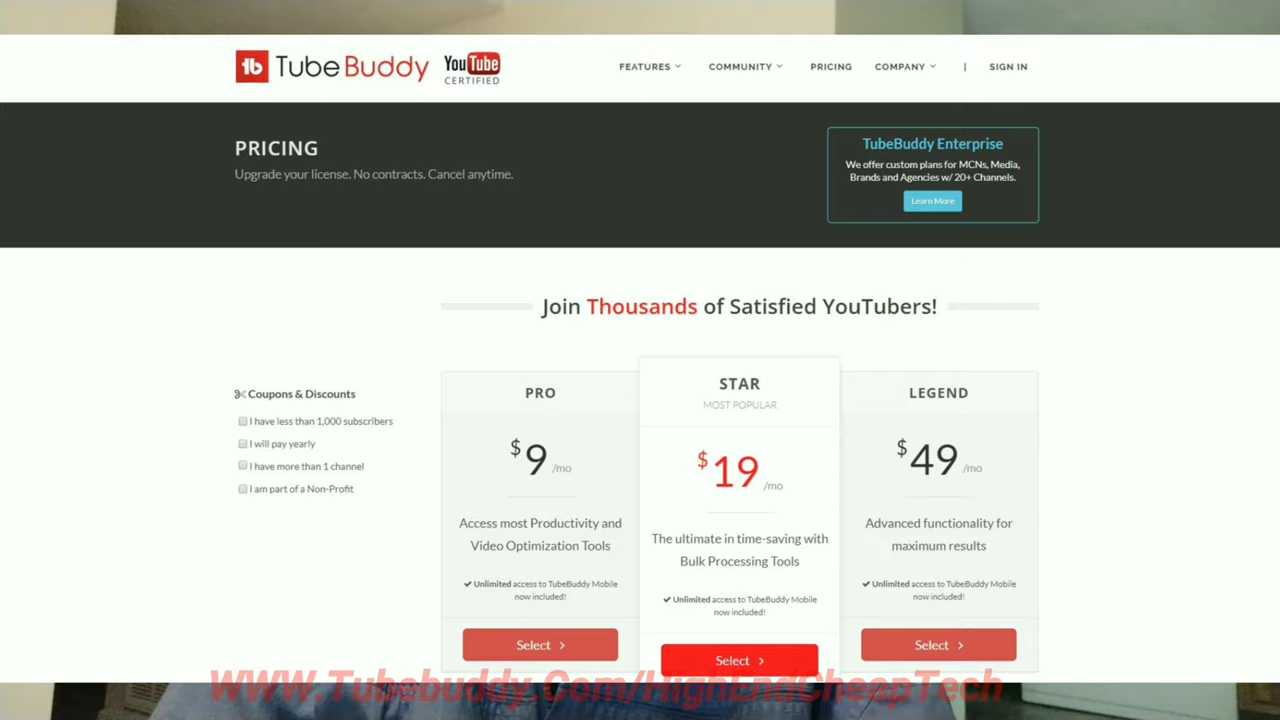 TubeBuddy YouTube CERTIFIED
FEATURES COMMUNITY PRICING COMPANY | SIGN IN
PRICING
Upgrade your license. No contracts. Cancel anytime.
TubeBuddy Enterprise
We offer custom plans for MCNs, Media,
Brands and Agencies w/ 20+ Channels.
Learn More
Join Thousands of Satisfied YouTubers!
Coupons & Discounts
I have less than 1,000 subscribers
I will pay yearly
I have more than 1 channel
I am part of a Non-Profit
PRO
$9/mo
Access most Productivity and
Video Optimization Tools
Unlimited access to TubeBuddy Mobile
now included!
Select
STAR
MOST POPULAR
$19/mo
The ultimate in time-saving with
Bulk Processing Tools
Unlimited access to TubeBuddy Mobile
now included!
Select
LEGEND
$49/mo
Advanced functionality for
maximum results
Unlimited access to TubeBuddy Mobile
now included!
Select
WWW.Tubebuddy.Com/HighEndCheapTech